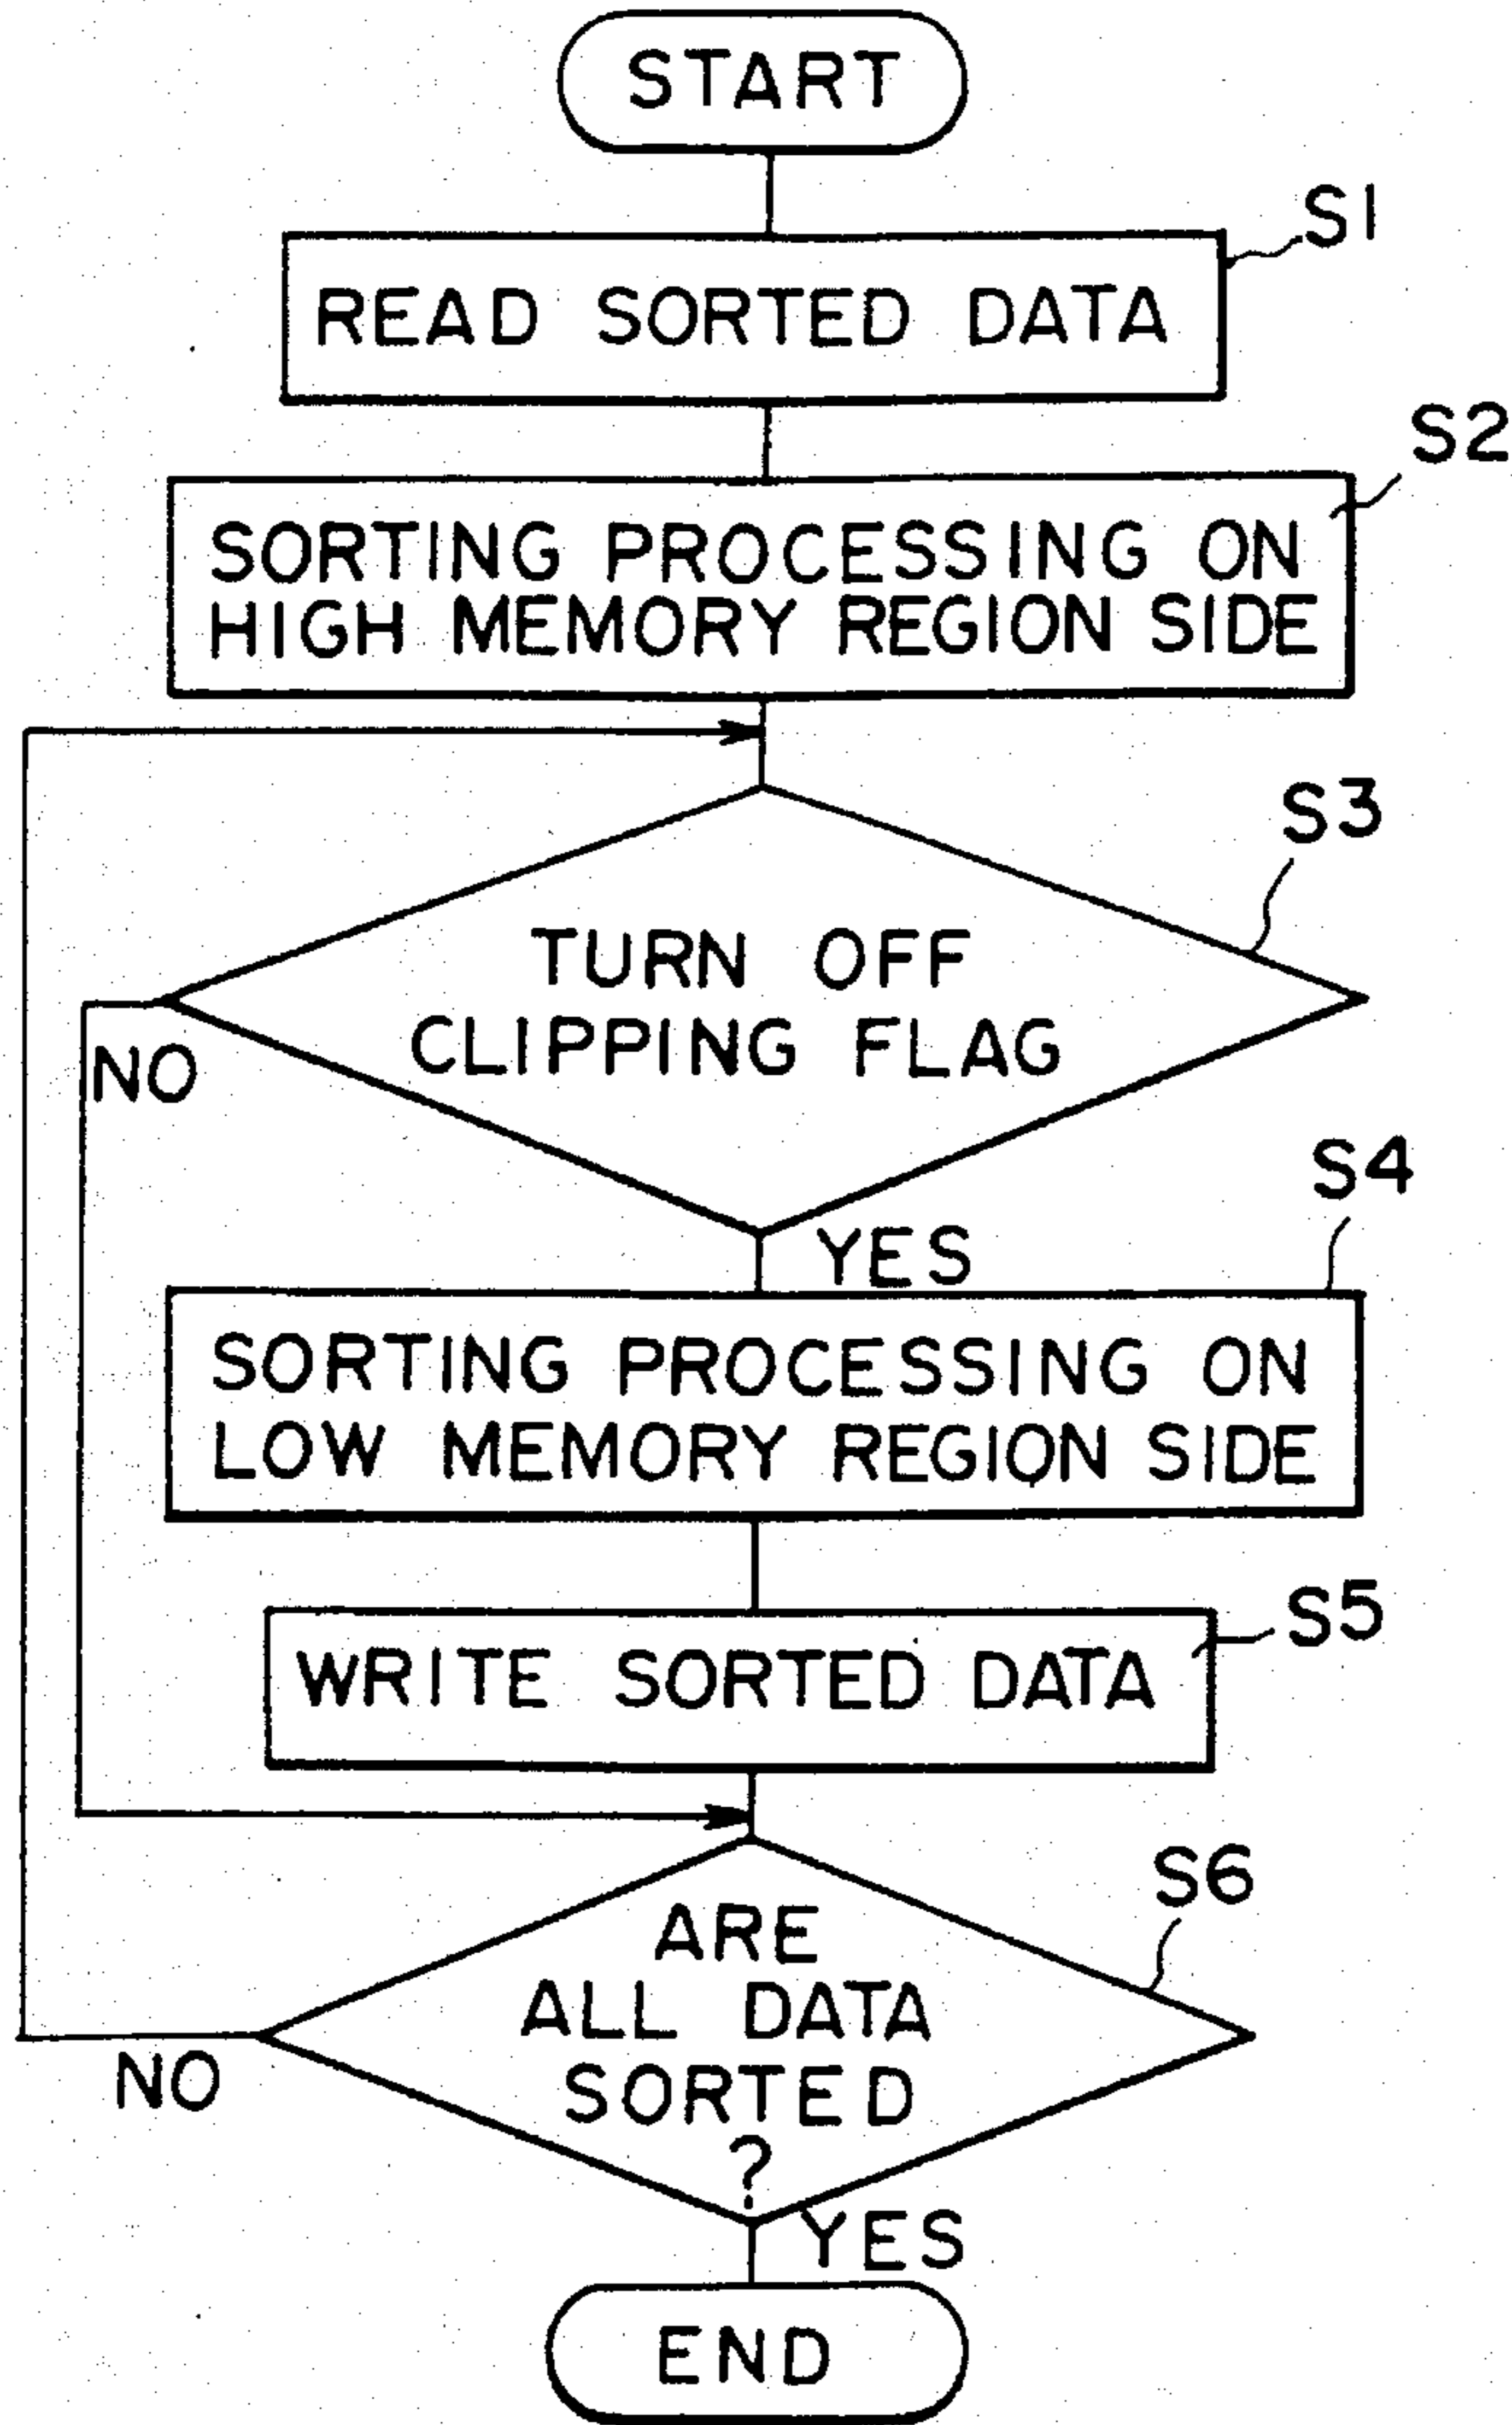 START
S1
READ SORTED DATA
S2
SORTING PROCESSING ON
HIGH MEMORY REGION SIDE
S3
TURN OFF
CLIPPING FLAG
NO
S4
YES
SORTING PROCESSING ON
LOW MEMORY REGION SIDE
S5
WRITE SORTED DATA
S6
ARE
ALL DATA
SORTED
?
NO
YES
END